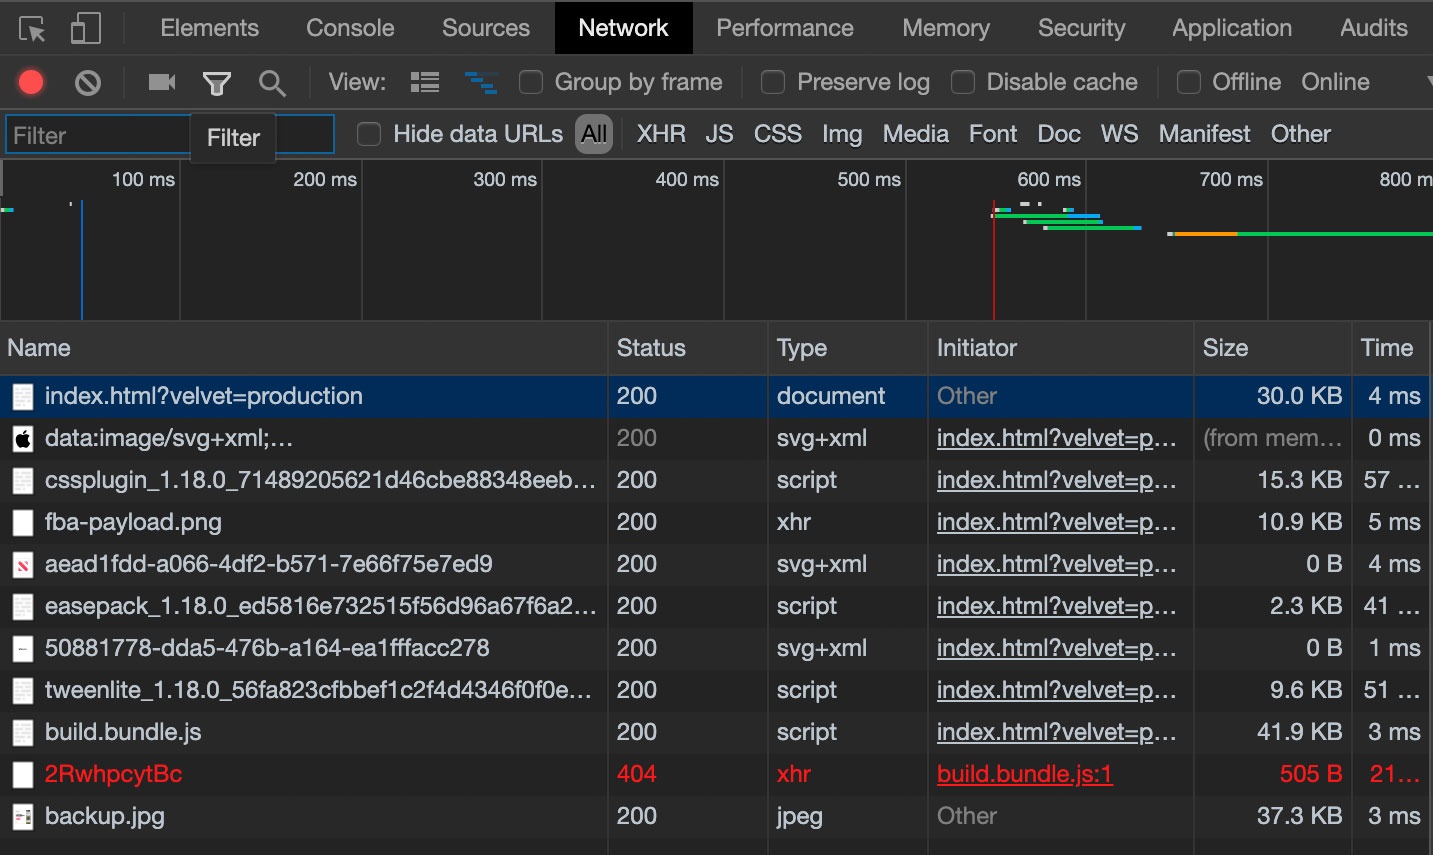 Elements Console Sources Network Performance Memory Security Application Audits
View: Group by frame Preserve log Disable cache Offline Online
Filter Filter Hide data URLs All XHR JS CSS Img Media Font Doc WS Manifest Other
100 ms 200 ms 300 ms 400 ms 500 ms 600 ms 700 ms 800 m
Name Status Type Initiator Size Time
index.html?velvet=production 200 document Other 30.0 KB 4 ms
data:image/svg+xml;... 200 svg+xml index.html?velvet=p... (from mem... 0 ms
cssplugin_1.18.0_71489205621d46cbe88348eeb... 200 script index.html?velvet=p... 15.3 KB 57 ...
fba-payload.png 200 xhr index.html?velvet=p... 10.9 KB 5 ms
aead1fdd-a066-4df2-b571-7e66f75e7ed9 200 svg+xml index.html?velvet=p... 0 B 4 ms
easepack_1.18.0_ed5816e732515f56d96a67f6a2... 200 script index.html?velvet=p... 2.3 KB 41 ...
50881778-dda5-476b-a164-ea1fffacc278 200 svg+xml index.html?velvet=p... 0 B 1 ms
tweenlite_1.18.0_56fa823cfbbef1c2f4d4346f0f0e... 200 script index.html?velvet=p... 9.6 KB 51 ...
build.bundle.js 200 script index.html?velvet=p... 41.9 KB 3 ms
2RwhpcytBc 404 xhr build.bundle.js:1 505 B 21...
backup.jpg 200 jpeg Other 37.3 KB 3 ms